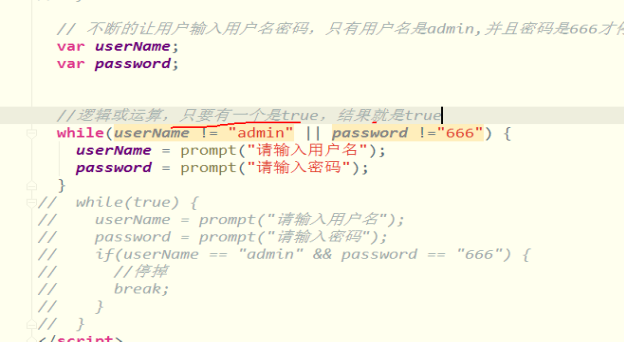 // 不断的让用户输入用户名密码，只有用户名是admin,并且密码是666才
var userName;
var password;
//逻辑或运算，只要有一个是true，结果就是true
while(userName != "admin" || password !="666") {
userName = prompt("请输入用户名");
password = prompt("请输入密码");
}
// while(true) {
// userName = prompt("请输入用户名");
// password = prompt("请输入密码");
// if(userName == "admin" && password == "666") {
// //停掉
// break;
// }
// }
</script>